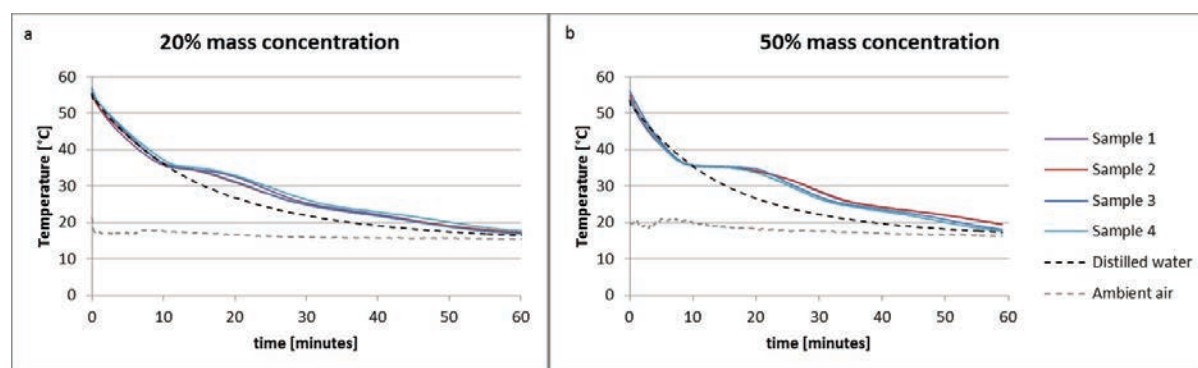 a
20% mass concentration
Temperature [°C]
60
50
40
30
20
10
0
0 10 20 30 40 50 60
time [minutes]
b
50% mass concentration
Temperature [°C]
60
50
40
30
20
10
0
0 10 20 30 40 50 60
time [minutes]
Sample 1
Sample 2
Sample 3
Sample 4
Distilled water
Ambient air